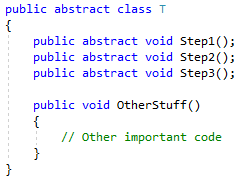 public abstract class T
{
    public abstract void Step1();
    public abstract void Step2();
    public abstract void Step3();

    public void OtherStuff()
    {
        // Other important code
    }
}